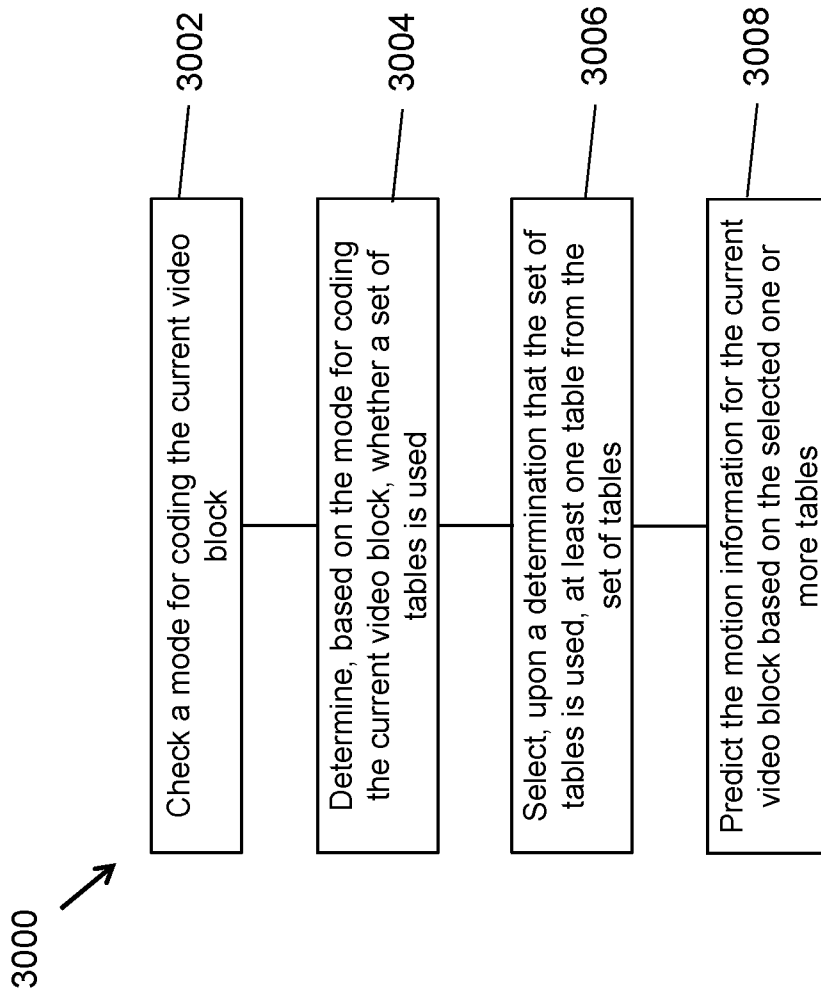 3000
Check a mode for coding the current video
block
3002
Determine, based on the mode for coding
the current video block, whether a set of
tables is used
3004
Select, upon a determination that the set of
tables is used, at least one table from the
set of tables
3006
Predict the motion information for the current
video block based on the selected one or
more tables
3008